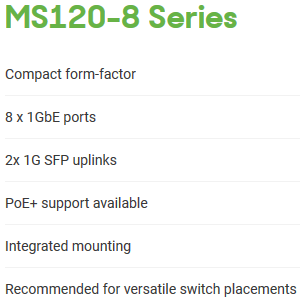 MS120-8 Series
Compact form-factor
8 x 1GbE ports
2x 1G SFP uplinks
PoE+ support available
Integrated mounting
Recommended for versatile switch placements